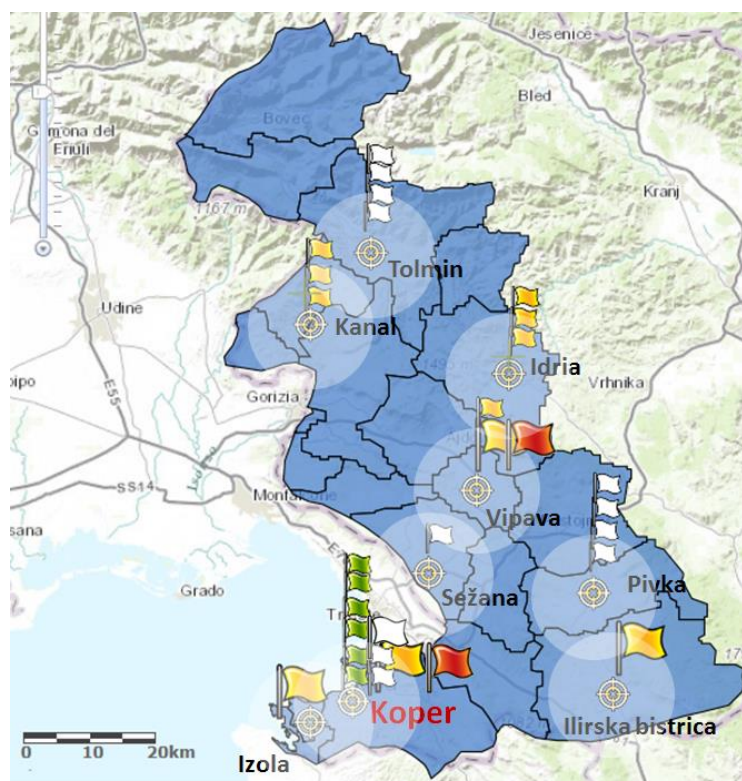 Jesenice
Bled
Bovec
Gemona del
Friuli
Kranj
1167 m
Tolmin
Udine
Kanal
Idria
Vrhnika
E55
Gorizia
SS14
Vipava
Sežana
Pivka
Grado
Koper
Ilirska bistrica
Izola
0 10 20km